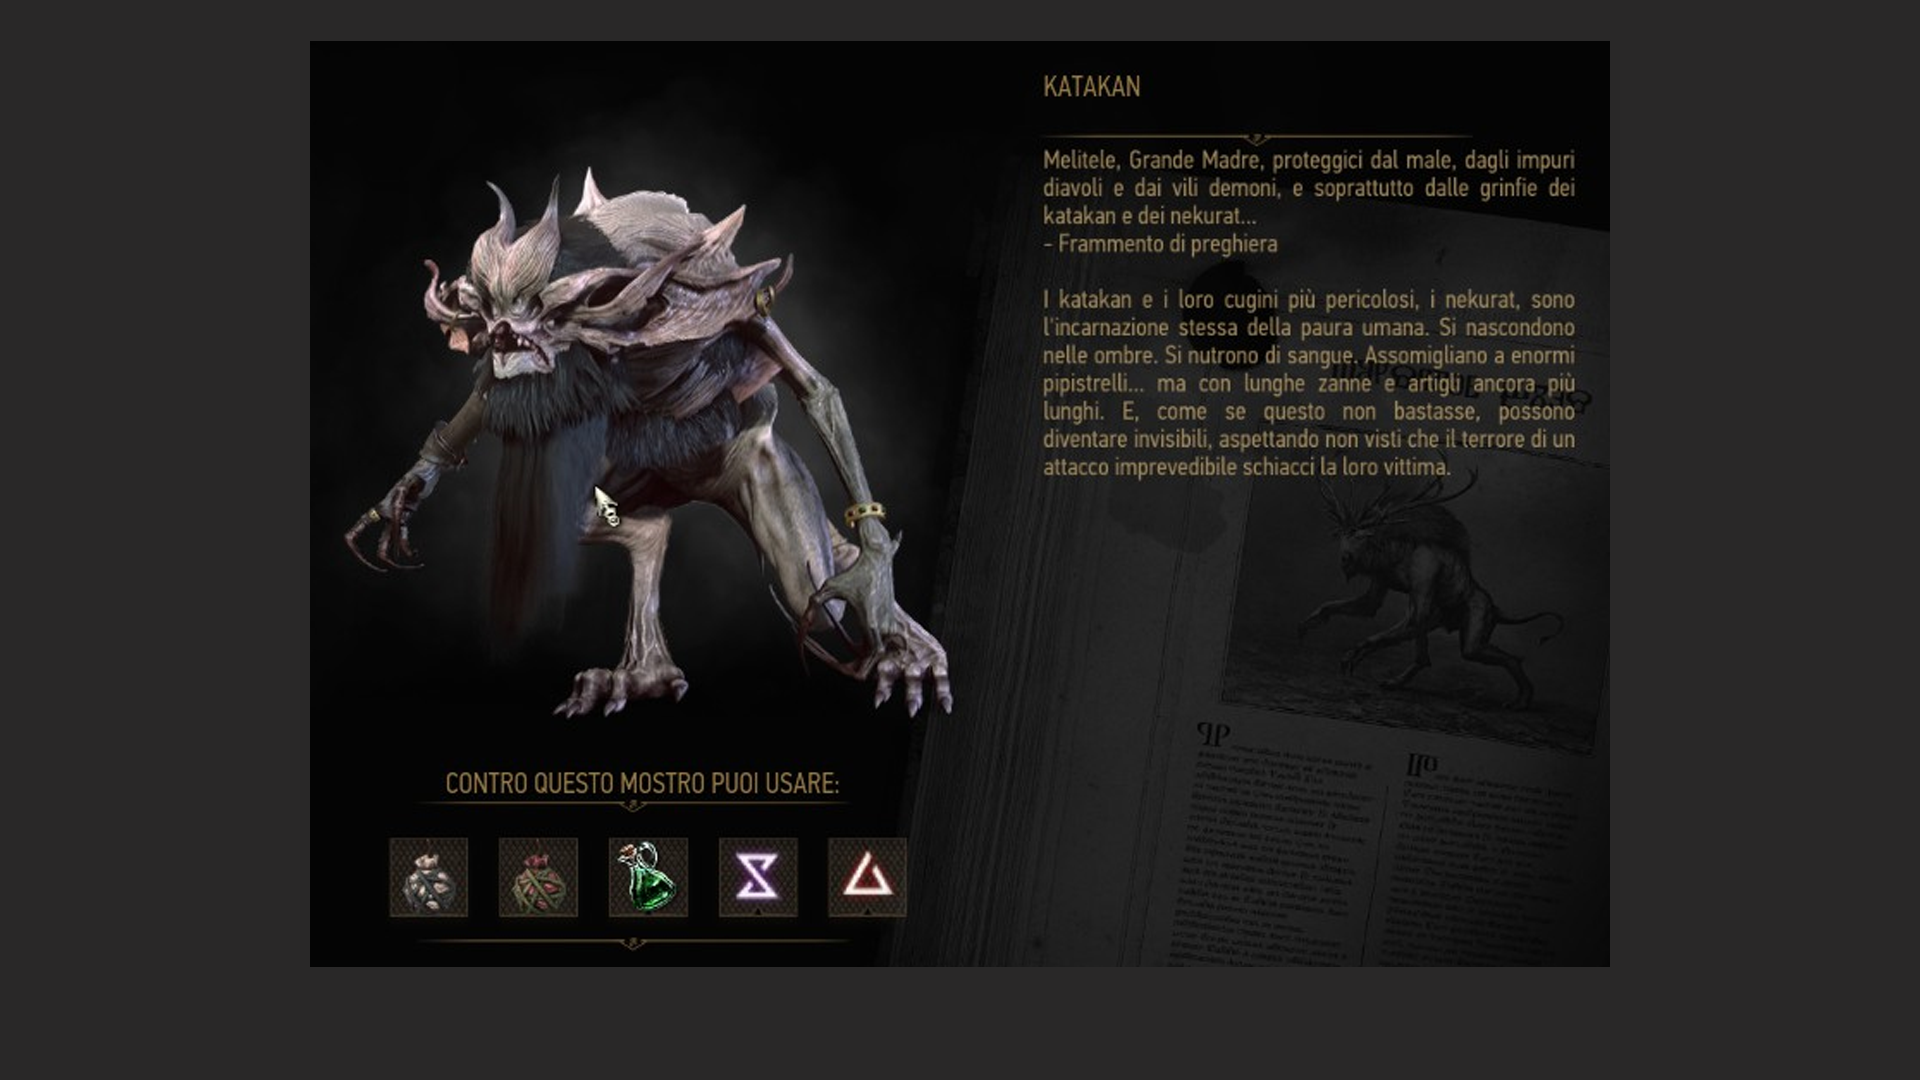 KATAKAN
Melitele, Grande Madre, proteggici dal male, dagli impuri
diavoli e dai vili demoni, e soprattutto dalle grinfie dei
katakan e dei nekurat...
- Frammento di preghiera
I katakan e i loro cugini più pericolosi, i nekurat, sono
l'incarnazione stessa della paura umana. Si nascondono
nelle ombre. Si nutrono di sangue. Assomigliano a enormi
pipistrelli... ma con lunghe zanne e artigli ancora più
lunghi. E, come se questo non bastasse, possono
diventare invisibili, aspettando non visti che il terrore di un
attacco imprevedibile schiacci la loro vittima.
CONTRO QUESTO MOSTRO PUOI USARE: